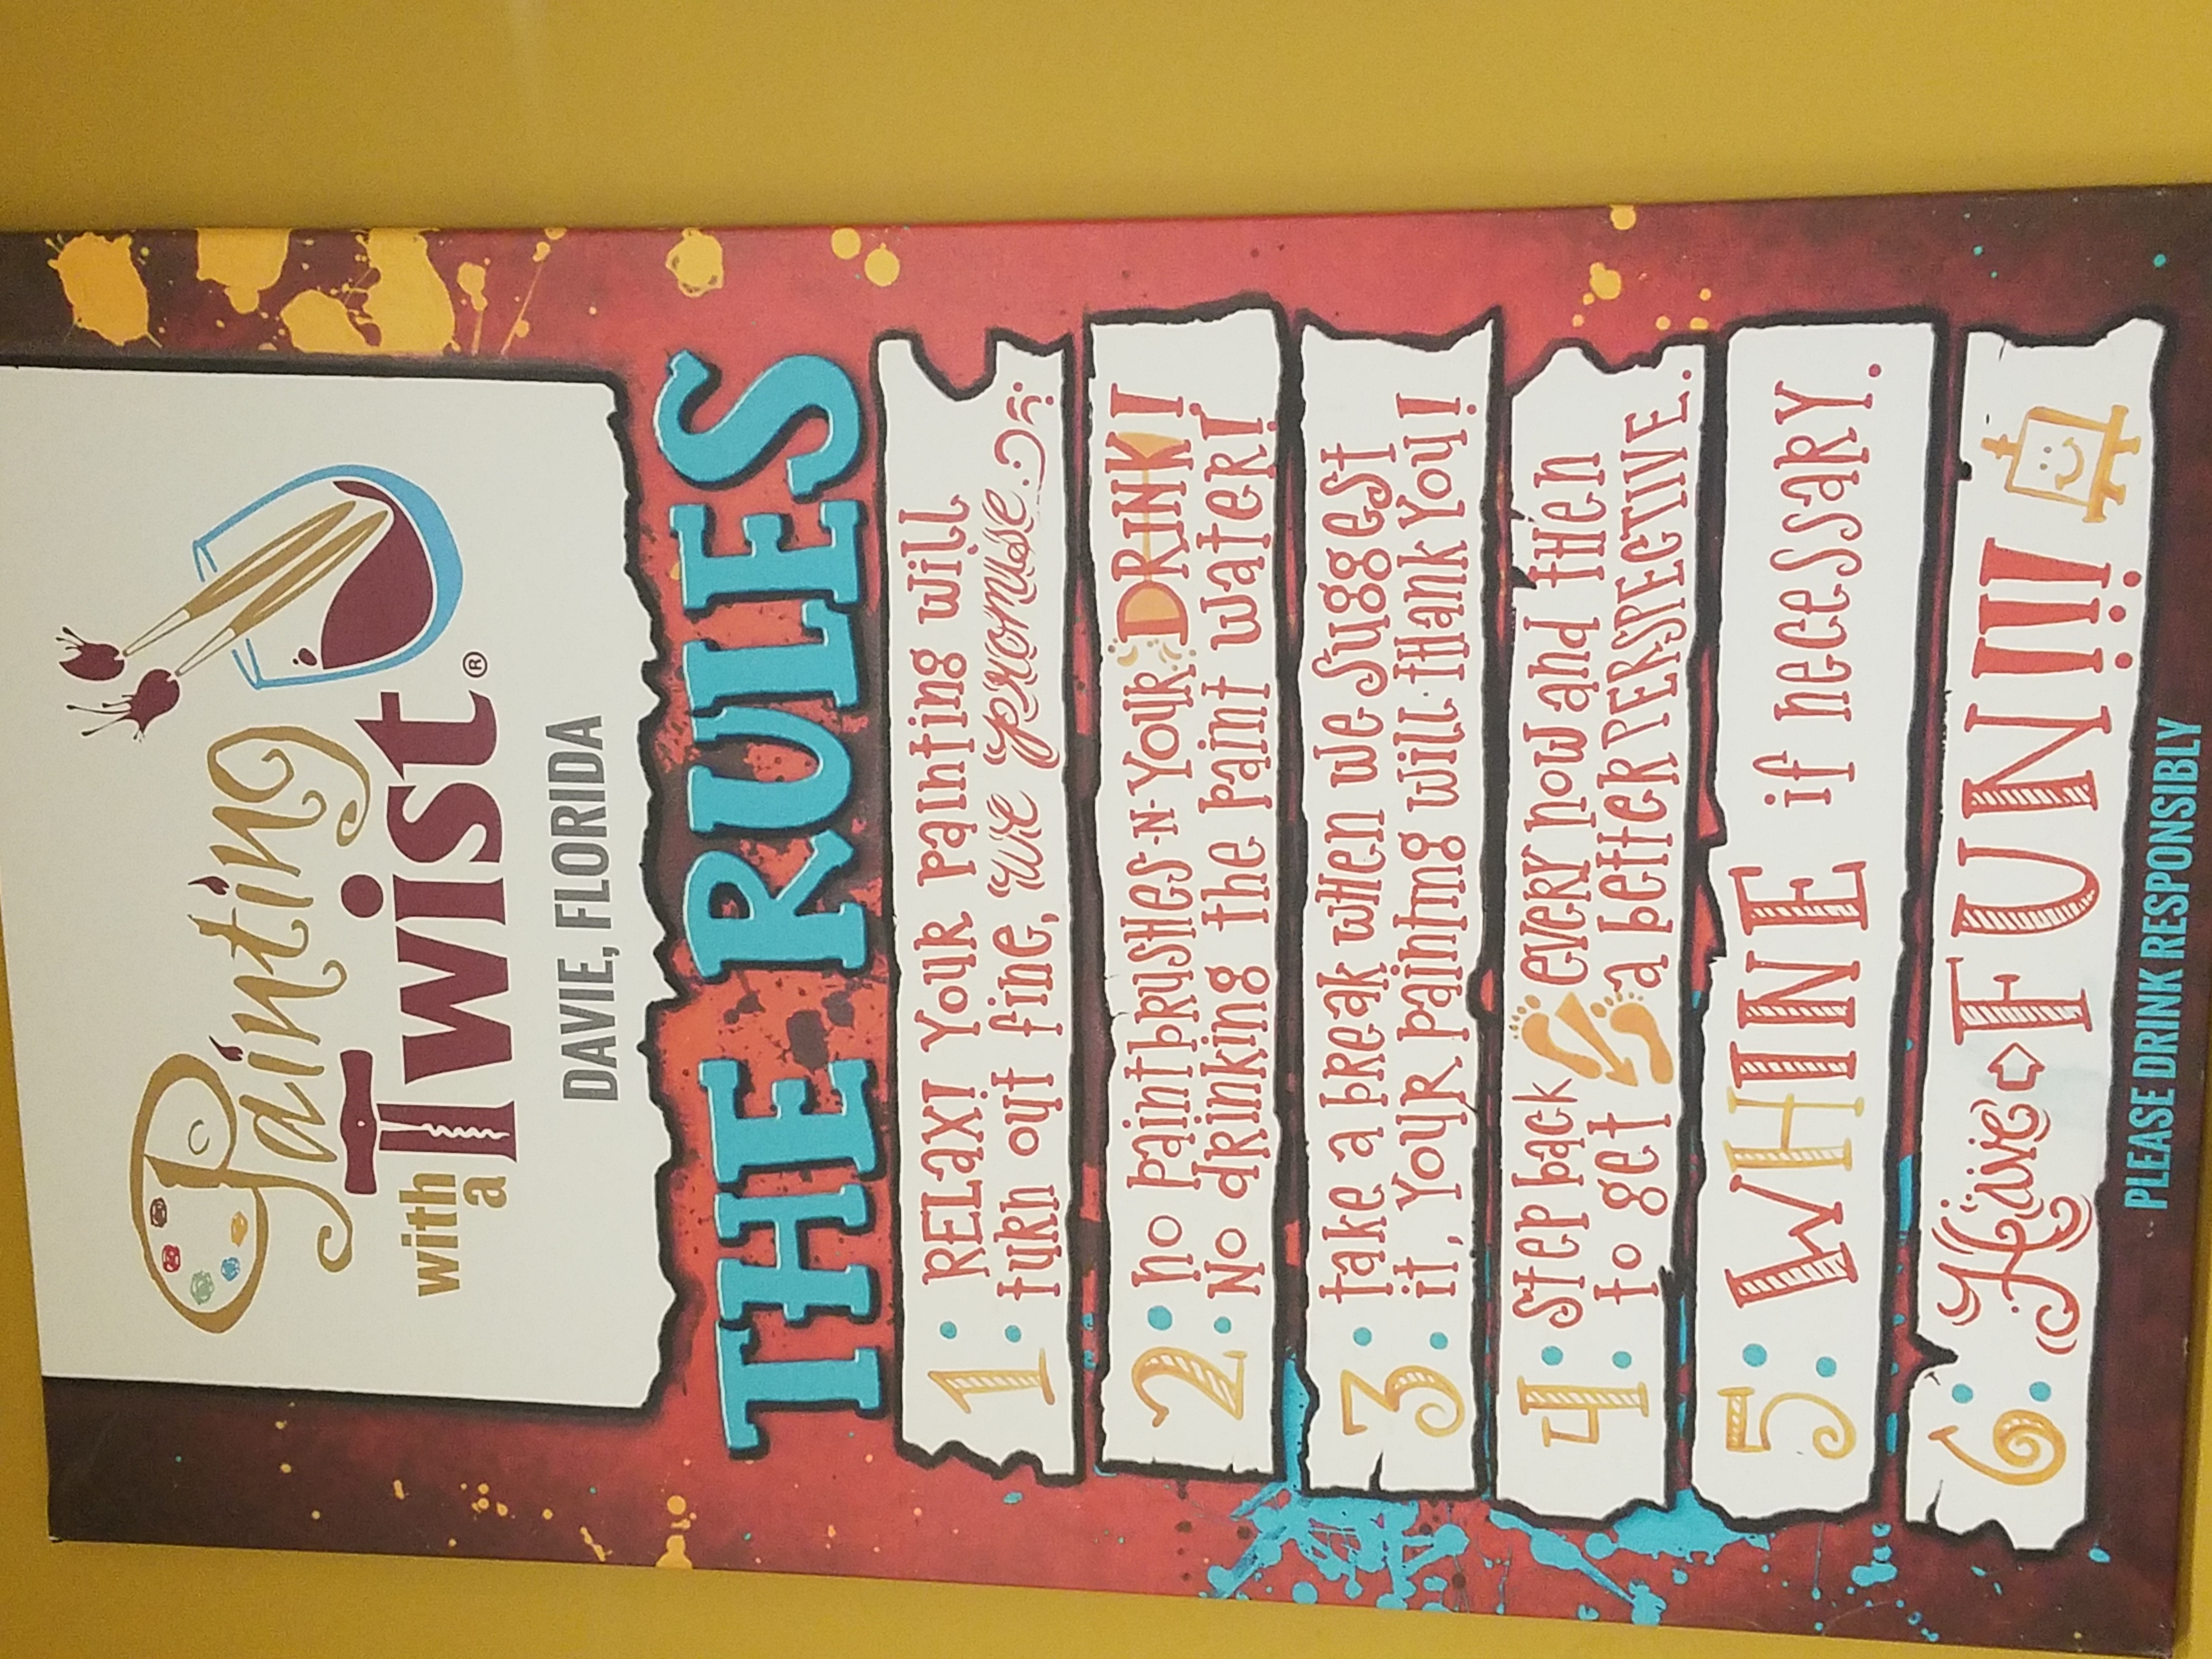 Painting
with a Twist®
DAVIE, FLORIDA
THE RULES
1: RELAX! Your painting will
turn out fine, we promise.
2: no paintbrushes-N-Your DRINK!
No drinking the paint water!
3: take a break when we suggest
it, Your painting will thank You!
4: Step back every now and then
to get a better PERSPECTIVE.
5: WHINE if necessary.
6: Have FUN!!!
PLEASE DRINK RESPONSIBLY